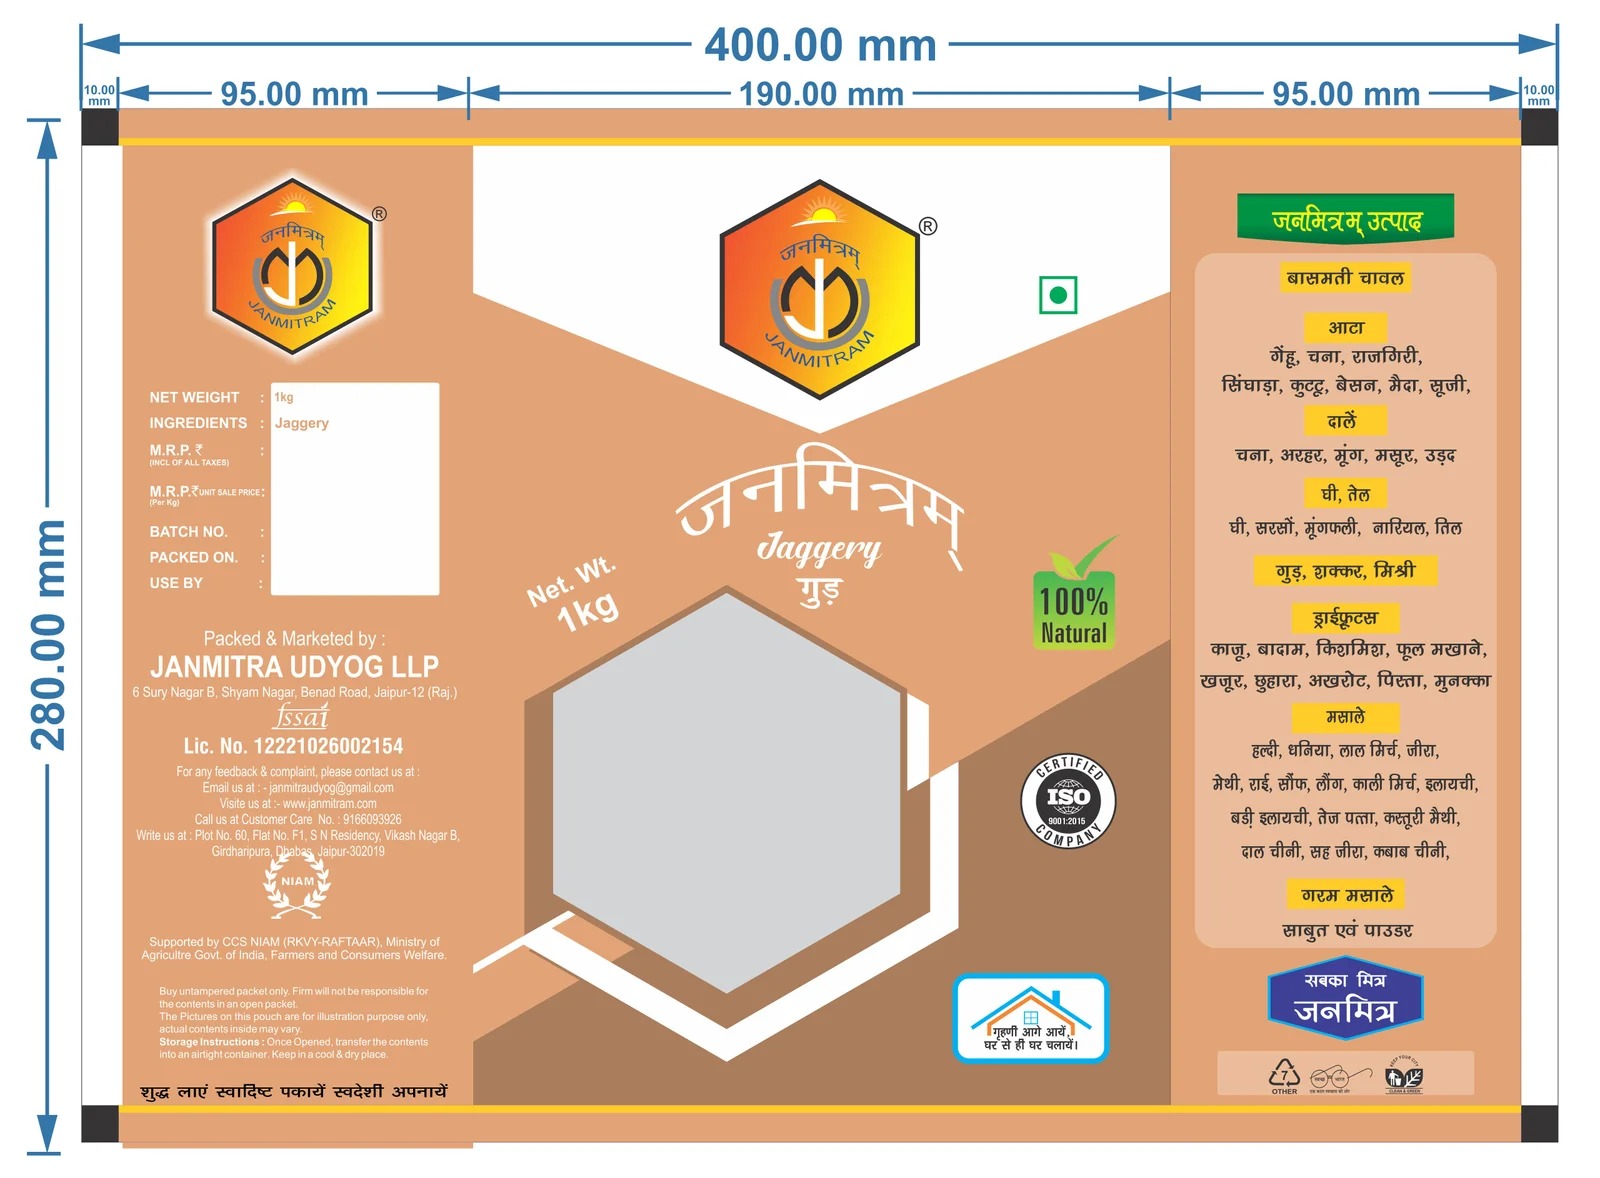 400.00 mm
10.00 mm
95.00 mm
190.00 mm
95.00 mm
10.00 mm
280.00 mm
जनमित्रम्
JANMITRAM
®
NET WEIGHT : 1kg
INGREDIENTS : Jaggery
M.R.P. ₹ :
(INCL OF ALL TAXES)
M.R.P.₹ UNIT SALE PRICE :
(Per Kg)
BATCH NO. :
PACKED ON. :
USE BY :
Packed & Marketed by :
JANMITRA UDYOG LLP
6 Sury Nagar B, Shyam Nagar, Benad Road, Jaipur-12 (Raj.)
fssai
Lic. No. 12221026002154
For any feedback & complaint, please contact us at :
Email us at : - janmitraudyog@gmail.com
Visite us at :- www.janmitram.com
Call us at Customer Care No. : 9166093926
Write us at : Plot No. 60, Flat No. F1, S N Residency, Vikash Nagar B,
Girdharipura, Dhabas, Jaipur-302019
NIAM
Supported by CCS NIAM (RKVY-RAFTAAR), Ministry of
Agricultre Govt. of India, Farmers and Consumers Welfare.
Buy untampered packet only. Firm will not be responsible for
the contents in an open packet.
The Pictures on this pouch are for illustration purpose only,
actual contents inside may vary.
Storage Instructions : Once Opened, transfer the contents
into an airtight container. Keep in a cool & dry place.
शुद्ध लाएं स्वादिष्ट पकायें स्वदेशी अपनायें
जनमित्रम्
JANMITRAM
®
जनमित्रम्
Jaggery
गुड़
Net. Wt.
1kg
100%
Natural
CERTIFIED
ISO
9001:2015
COMPANY
गृहणी आगे आयें,
घर से ही घर चलायें।
जनमित्रम् उत्पाद
बासमती चावल
आटा
गेंहू, चना, राजगिरी,
सिंघाड़ा, कुटटू, बेसन, मैदा, सूजी,
दालें
चना, अरहर, मूंग, मसूर, उड़द
घी, तेल
घी, सरसों, मूंगफली, नारियल, तिल
गुड़, शक्कर, मिश्री
ड्राईफ्रूटस
काजू, बादाम, किशमिश, फूल मखाने,
खजूर, छुहारा, अखरोट, पिस्ता, मुनक्का
मसाले
हल्दी, धनिया, लाल मिर्च, जीरा,
मेथी, राई, सौंफ, लौंग, काली मिर्च, इलायची,
बडी़ इलायची, तेज पत्ता, कस्तूरी मैथी,
दाल चीनी, सह जीरा, कबाब चीनी,
गरम मसाले
साबुत एवं पाउडर
सबका मित्र
जनमित्र
7
OTHER
स्वच्छ भारत
एक कदम स्वच्छता की ओर
KEEP YOUR CITY
CLEAN & GREEN